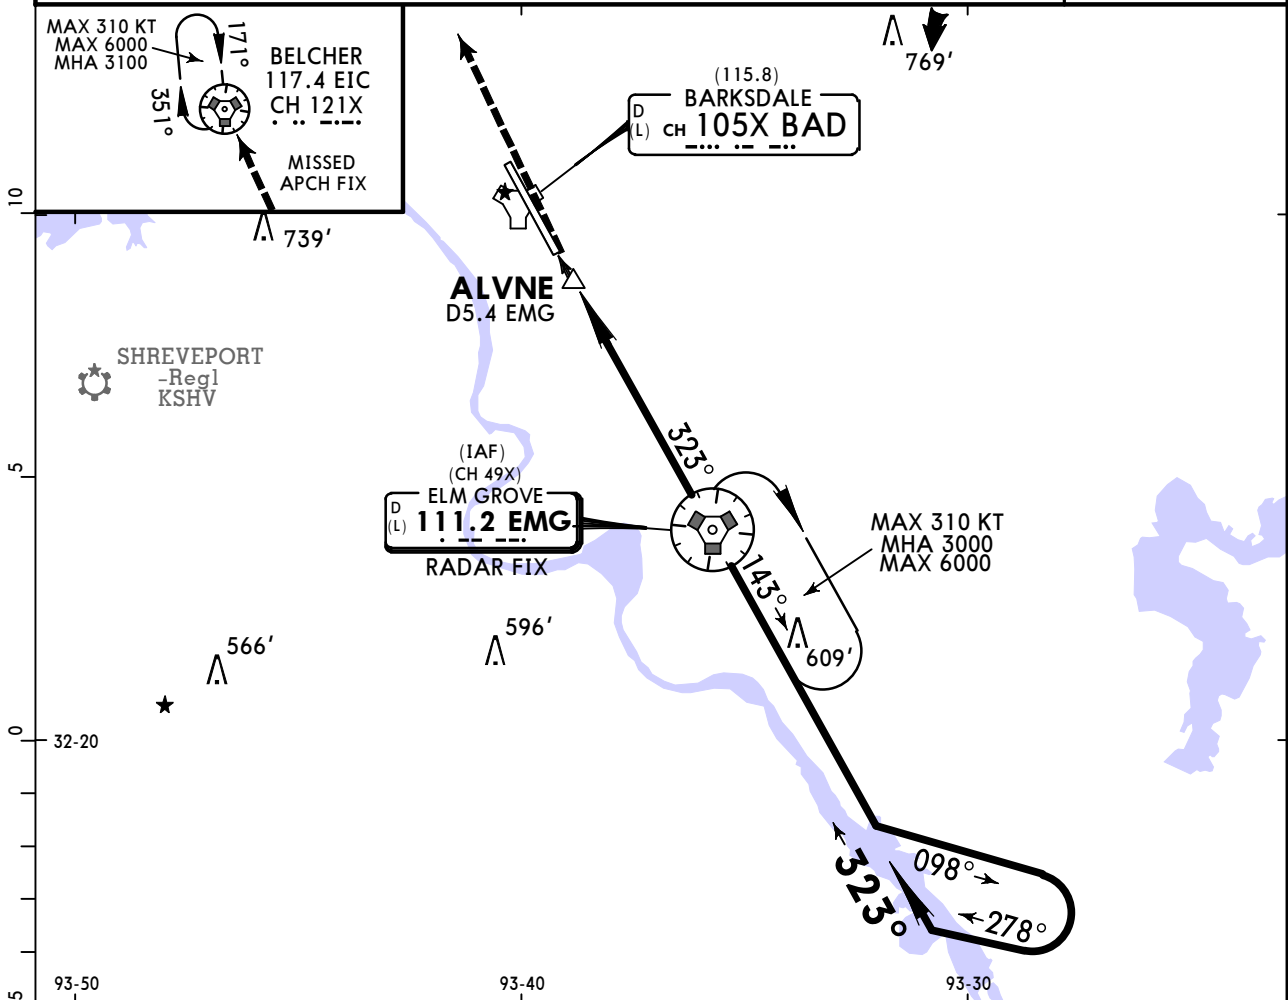 MAX 310 KT
MAX 6000
MHA 3100
171°
351°
BELCHER
117.4 EIC
CH 121X
MISSED
APCH FIX
739'
769'
(115.8)
BARKSDALE
D
(L) CH 105X BAD
ALVNE
D5.4 EMG
SHREVEPORT
-Regl
KSHV
323°
(IAF)
(CH 49X)
ELM GROVE
D
(L) 111.2 EMG
RADAR FIX
MAX 310 KT
MHA 3000
MAX 6000
143°
609'
596'
566'
32-20
098°
278°
323°
10
5
0
5
93-50
93-40
93-30